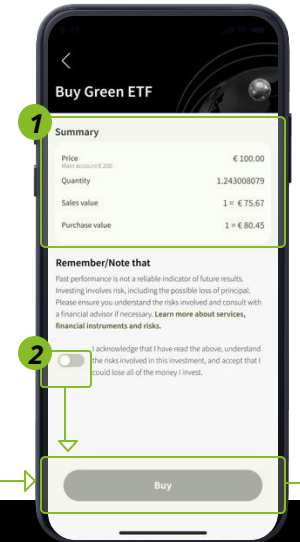 Buy Green ETF
1
Summary
Price € 100.00
Main account € 200
Quantity 1.243008079
Sales value 1 = € 75.67
Purchase value 1 = € 80.45
Remember/Note that
Past performance is not a reliable indicator of future results.
Investing involves risk, including the possible loss of principal.
Please ensure you understand the risks involved and consult with
a financial advisor if necessary. Learn more about services,
financial instruments and risks.
2
I acknowledge that I have read the above, understand
the risks involved in this investment, and accept that I
could lose all of the money I invest.
Buy